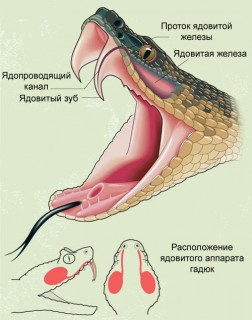 Проток ядовитой
железы
Ядовитая железа
Ядопроводящий
канал
Ядовитый зуб
Расположение
ядовитого аппарата
гадюк